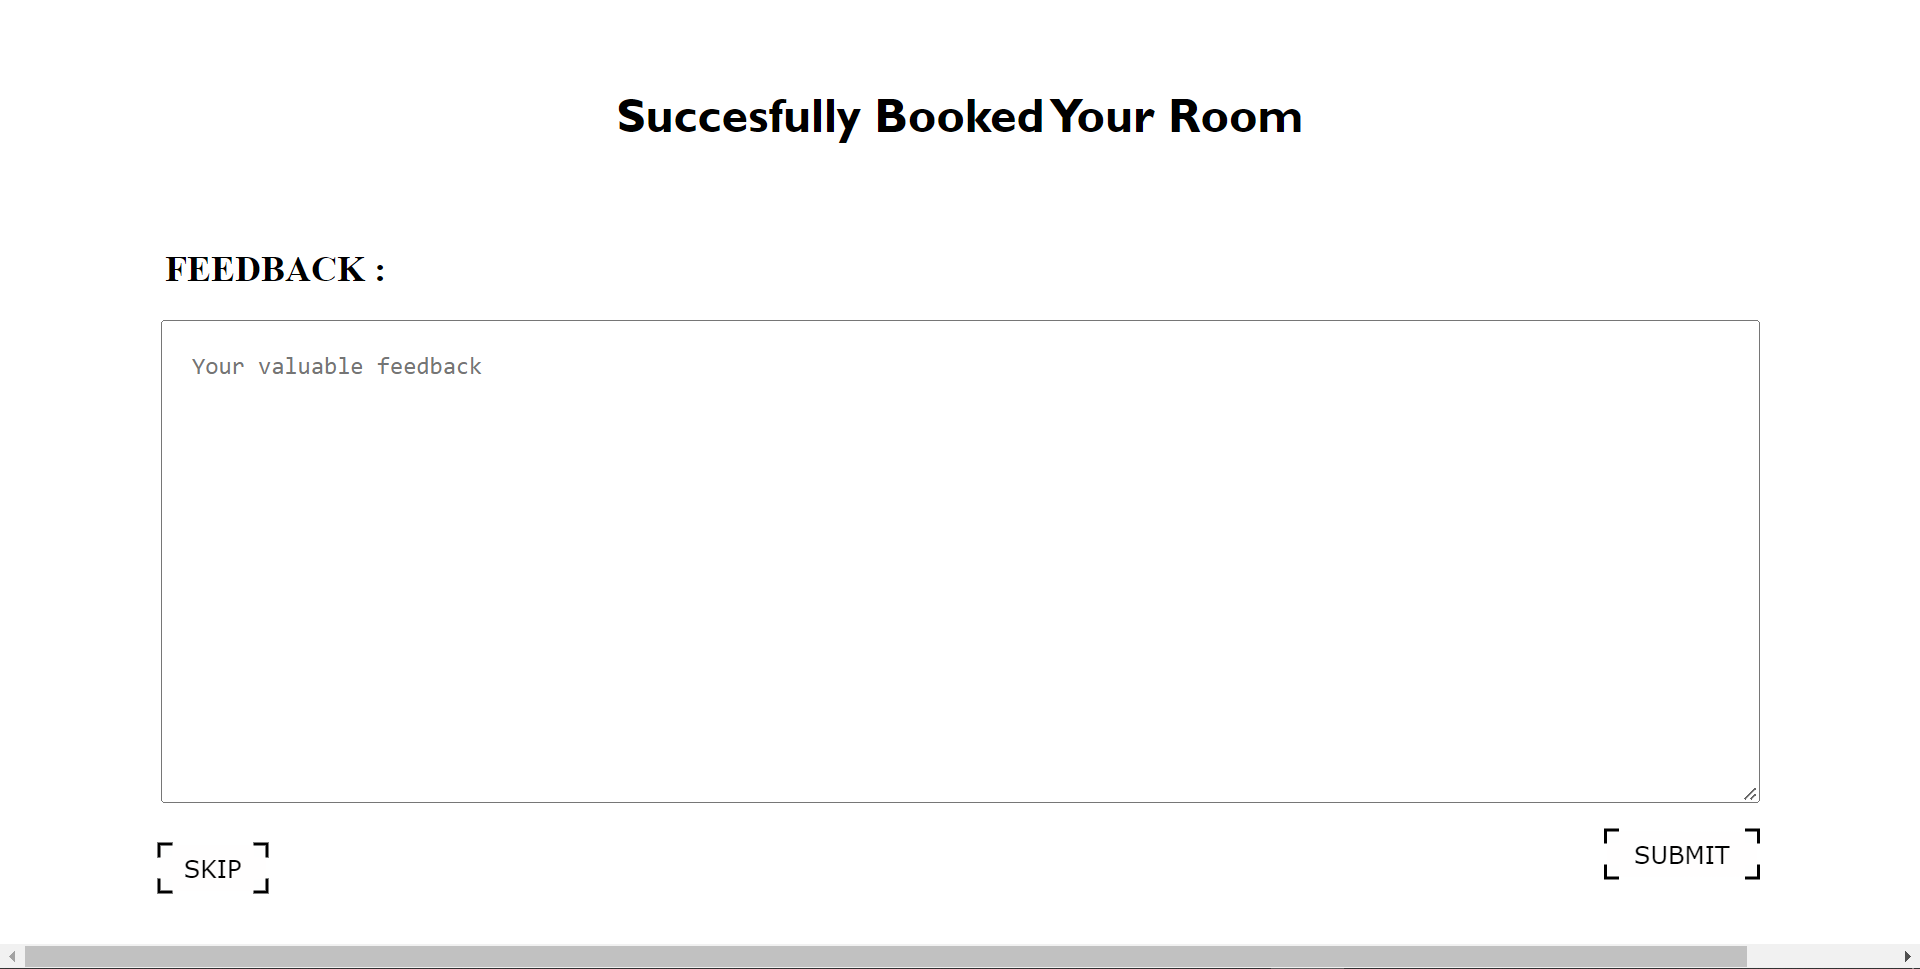 Succesfully Booked Your Room
FEEDBACK :
Your valuable feedback
SKIP
SUBMIT